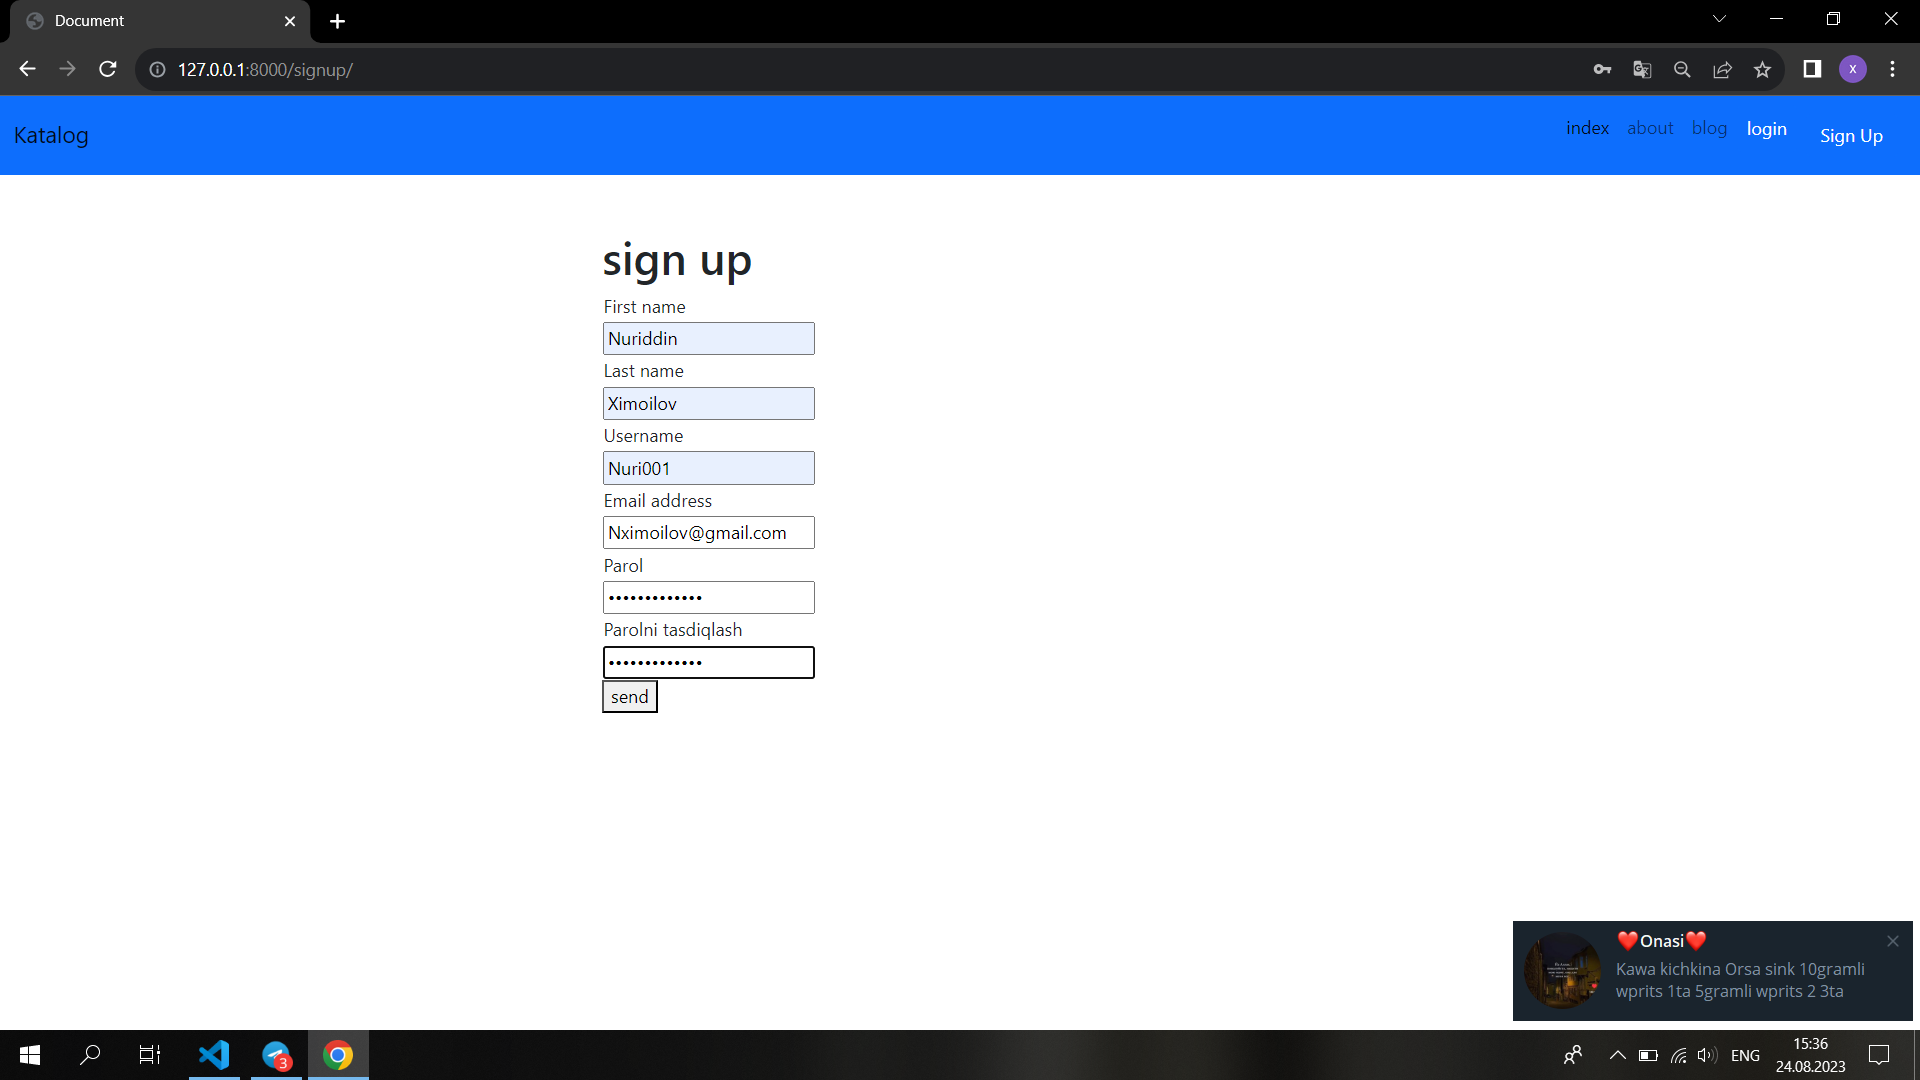 Document
127.0.0.1:8000/signup/
x
Katalog
index about blog login Sign Up
sign up
First name
Nuriddin
Last name
Ximoilov
Username
Nuri001
Email address
Nximoilov@gmail.com
Parol
Parolni tasdiqlash
send
❤️Onasi❤️
Kawa kichkina Orsa sink 10gramli
wprits 1ta 5gramli wprits 2 3ta
3
ENG
15:36
24.08.2023